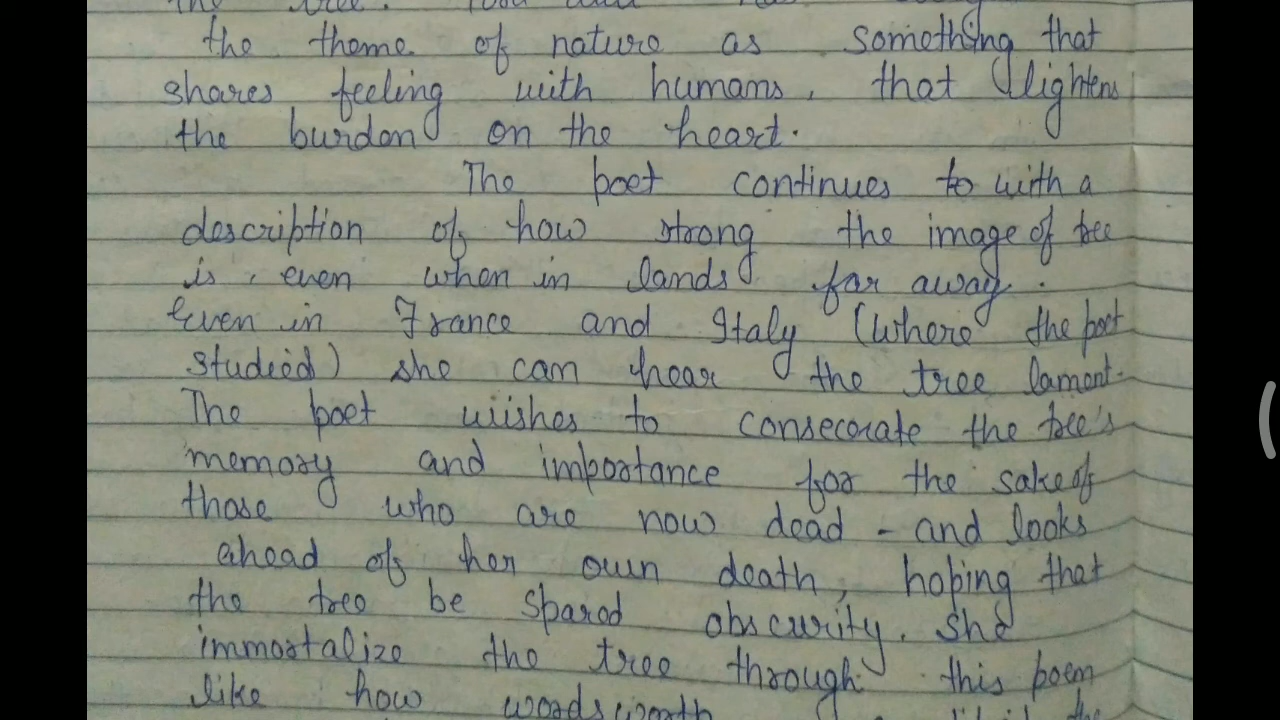 the tree.
the theme of nature as something that
shares feeling with humans, that lightens
the burden on the heart.
The poet continues to with a
description of how strong the image of tree
is, even when in lands far away.
Even in France and Italy (where the poet
studied) she can hear the tree lament.
The poet wishes to consecrate the tree's
memory and importance for the sake of
those who are now dead - and looks
ahead of her own death, hoping that
the tree be spared obscurity. She
immortalize the tree through this poem
like how wordsworth the